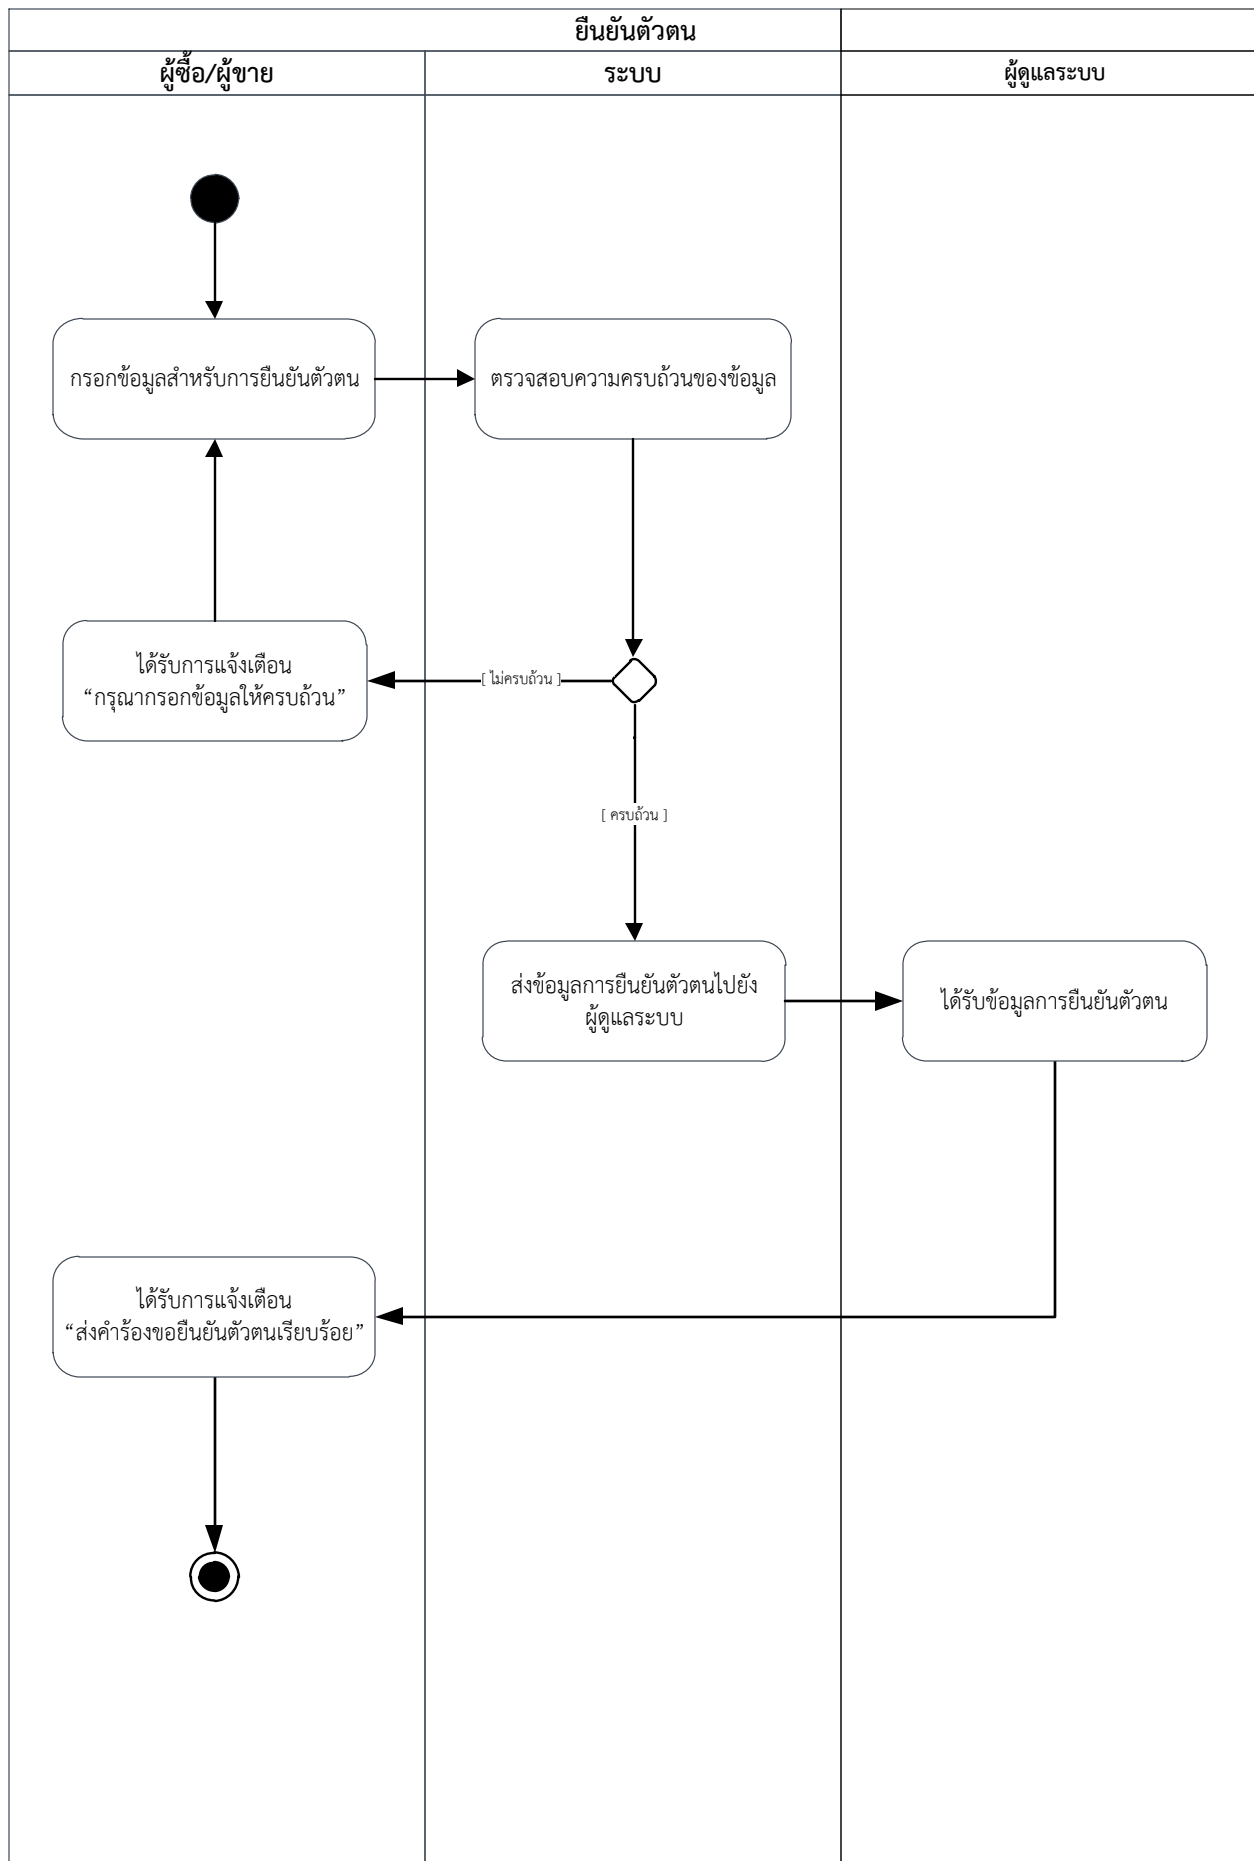 ยืนยันตัวตน
ผู้ซื้อ/ผู้ขาย
ระบบ
ผู้ดูแลระบบ
กรอกข้อมูลสำหรับการยืนยันตัวตน
ตรวจสอบความครบถ้วนของข้อมูล
ได้รับการแจ้งเตือน
“กรุณากรอกข้อมูลให้ครบถ้วน”
[ ไม่ครบถ้วน ]
[ ครบถ้วน ]
ส่งข้อมูลการยืนยันตัวตนไปยัง
ผู้ดูแลระบบ
ได้รับข้อมูลการยืนยันตัวตน
ได้รับการแจ้งเตือน
“ส่งคำร้องขอยืนยันตัวตนเรียบร้อย”